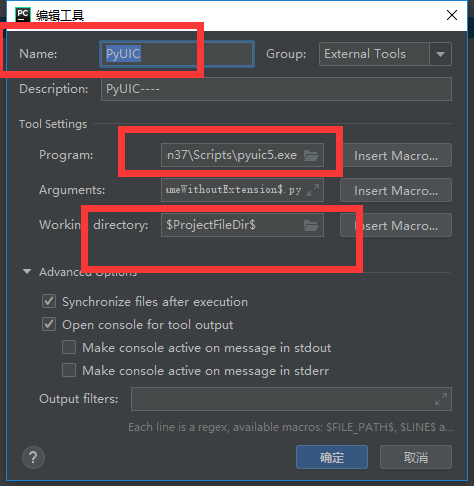 PC 编辑工具
Name: PyUIC Group: External Tools
Description: PyUIC----
Tool Settings
Program: n37\Scripts\pyuic5.exe Insert Macro...
Arguments: ameWithoutExtension$.py Insert Macro...
Working directory: $ProjectFileDir$ Insert Macro...
Advanced Options
Synchronize files after execution
Open console for tool output
Make console active on message in stdout
Make console active on message in stderr
Output filters:
Each line is a regex, available macros: $FILE_PATH$, $LINE$ a...
? 确定 取消